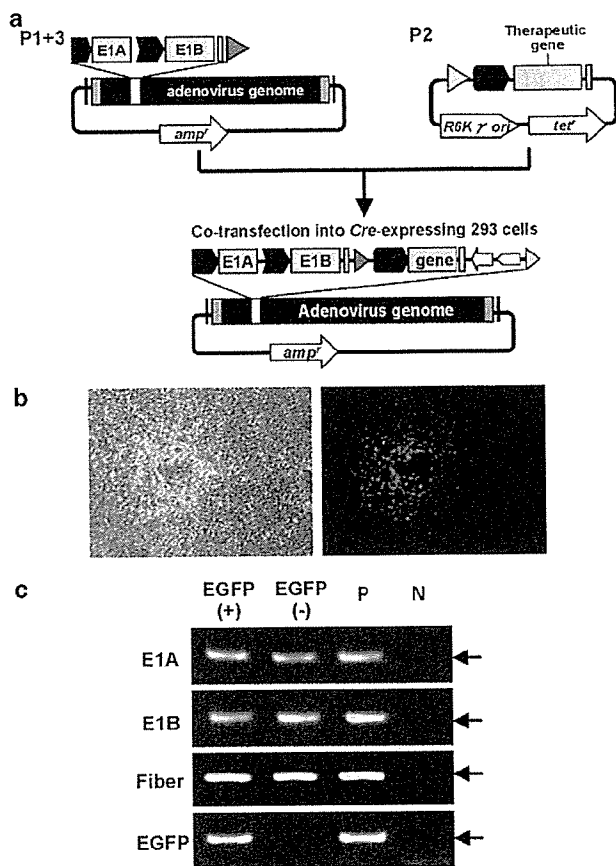 a
P1+3
E1A
E1B
adenovirus genome
ampʳ
P2
Therapeutic
gene
R6K γ ori
tetʳ
Co-transfection into Cre-expressing 293 cells
E1A
E1B
gene
Adenovirus genome
ampʳ
b
c
EGFP
(+)
EGFP
(-)
P
N
E1A
E1B
Fiber
EGFP